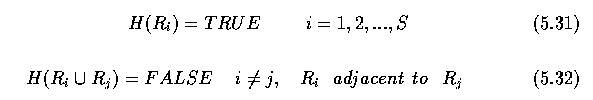 H(R_i) = TRUE i = 1, 2, ..., S (5.31)
H(R_i ∪ R_j) = FALSE i ≠ j, R_i adjacent to R_j (5.32)